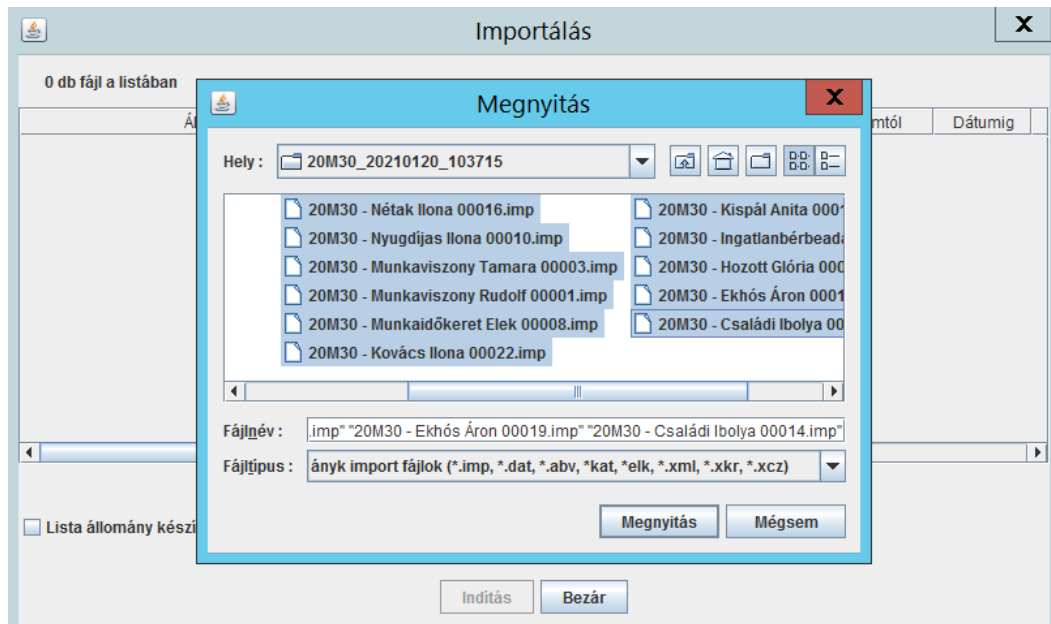 Importálás
X
0 db fájl a listában
Megnyitás
X
mtól
Dátumig
Hely :
20M30_20210120_103715
20M30 - Nétak Ilona 00016.imp
20M30 - Nyugdíjas Ilona 00010.imp
20M30 - Munkaviszony Tamara 00003.imp
20M30 - Munkaviszony Rudolf 00001.imp
20M30 - Munkaidőkeret Elek 00008.imp
20M30 - Kovács Ilona 00022.imp
20M30 - Kispál Anita 0001
20M30 - Ingatlanbérbeadá
20M30 - Hozott Glória 000
20M30 - Ekhós Áron 0001
20M30 - Családi Ibolya 00
Fájlnév :
.imp" "20M30 - Ekhós Áron 00019.imp" "20M30 - Családi Ibolya 00014.imp"
Fájltípus :
ányk import fájlok (*.imp, *.dat, *.abv, *kat, *elk, *.xml, *.xkr, *.xcz)
Megnyitás
Mégsem
Lista állomány készí
Indítás
Bezár